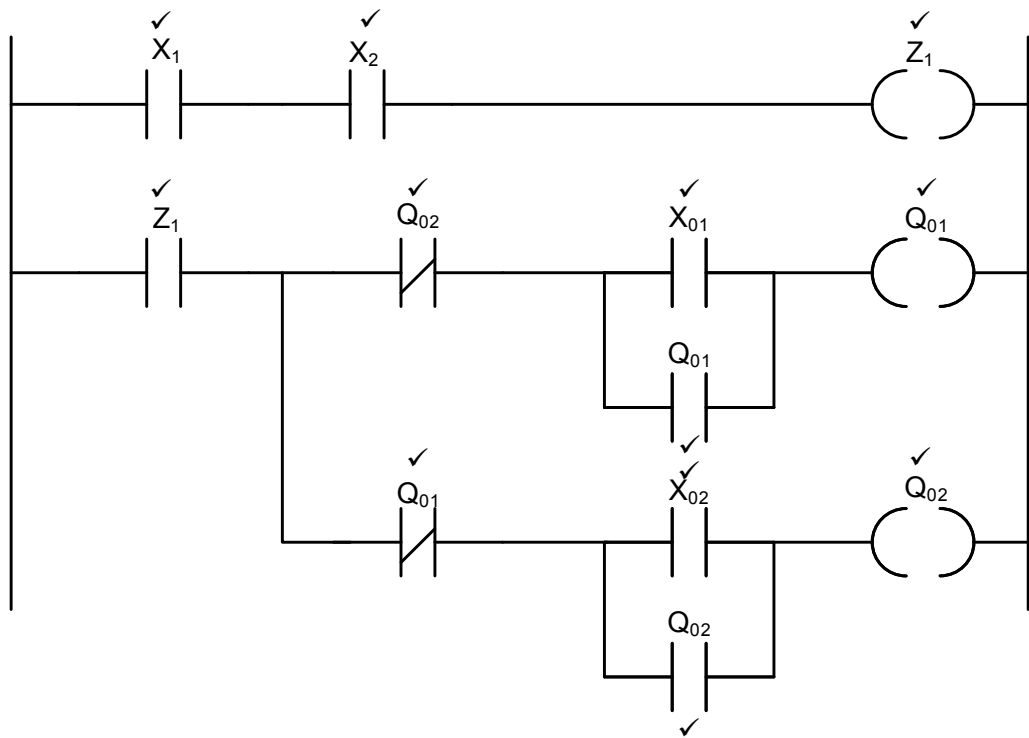 ✓ ✓ ✓
X₁ X₂ Z₁
✓ ✓ ✓ ✓
Z₁ Q₀₂ X₀₁ Q₀₁
Q₀₁
✓
✓ ✓ ✓
Q₀₁ X₀₂ Q₀₂
Q₀₂
✓